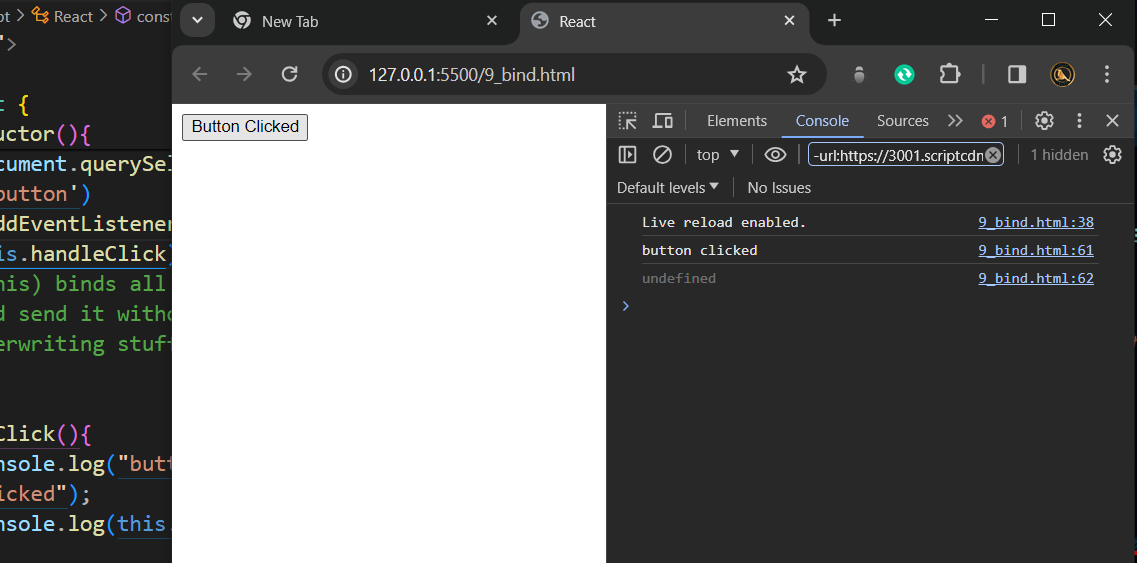 pt > React > const
">
t {
uctor(){
cument.querySel
button')
ddEventListener
is.handleClick)
his) binds all
d send it witho
erwriting stuff
Click(){
nsole.log("butt
icked");
nsole.log(this.
New Tab
React
127.0.0.1:5500/9_bind.html
Button Clicked
Elements Console Sources 1
top -url:https://3001.scriptcdn 1 hidden
Default levels No Issues
Live reload enabled. 9_bind.html:38
button clicked 9_bind.html:61
undefined 9_bind.html:62